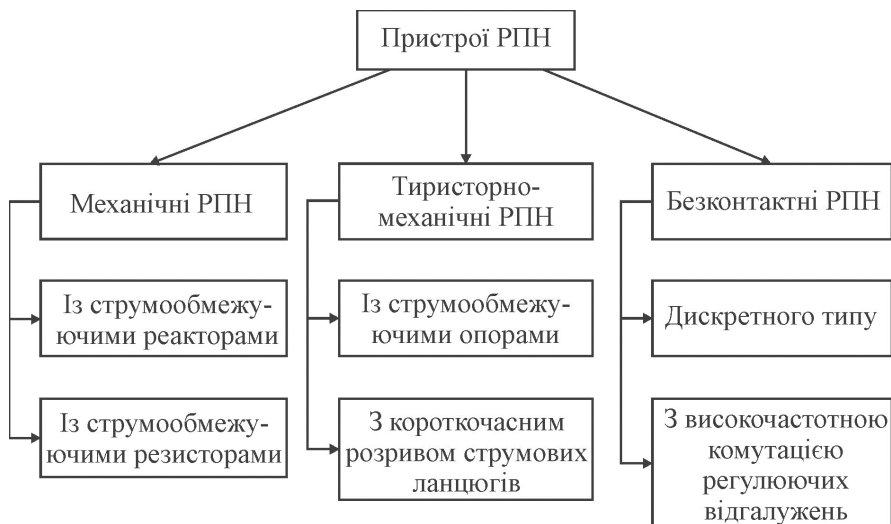 Пристрої РПН
Механічні РПН
Із струмообмежу-
ючими реакторами
Із струмообмежу-
ючими резисторами
Тиристорно-
механічні РПН
Із струмообмежу-
ючими опорами
З короткочасним
розривом струмових
ланцюгів
Безконтактні РПН
Дискретного типу
З високочастотною
комутацією
регулюючих
відгалужень